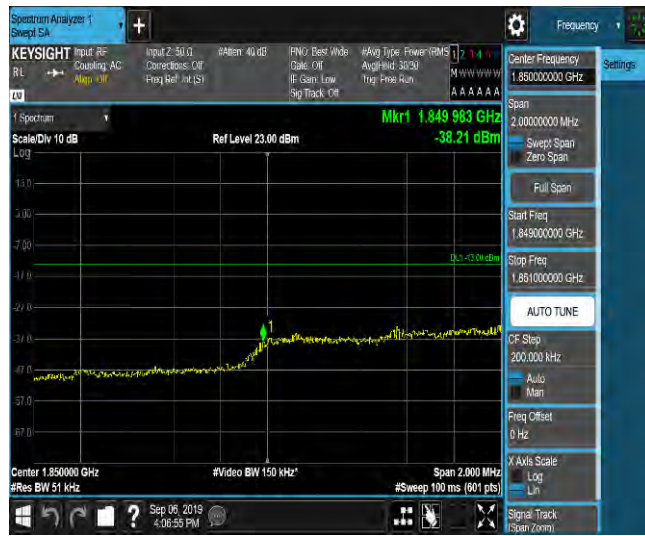 Spectrum Analyzer 1
Swept SA
Frequency
KEYSIGHT
Input: RF
Coupling: AC
Align: Off
Input Z: 50 Ω
Corrections: Off
Freq Ref: Int (S)
#Atten: 40 dB
PNO: Best Wide
Gate: Off
IF Gain: Low
Sig Track: Off
#Avg Type: Power (RMS
Avg|Hold: 30/30
Trig: Free Run
M W W W W W
A A A A A A
RL
Center Frequency
1.850000000 GHz
Settings
Span
2.00000000 MHz
Swept Span
Zero Span
Full Span
Start Freq
1.849000000 GHz
Stop Freq
1.851000000 GHz
AUTO TUNE
CF Step
200.000 kHz
Auto
Man
Freq Offset
0 Hz
X Axis Scale
Log
Lin
Signal Track
(Span Zoom)
1 Spectrum
Scale/Div 10 dB
Log
Ref Level 23.00 dBm
Mkr1 1.849 983 GHz
-38.21 dBm
13.0
3.00
-7.00
DL1 -13.00 dBm
-17.0
-27.0
1
-37.0
-47.0
-57.0
-67.0
Center 1.850000 GHz
#Video BW 150 kHz*
Span 2.000 MHz
#Res BW 51 kHz
#Sweep 100 ms (601 pts)
?
Sep 06, 2019
4:06:55 PM